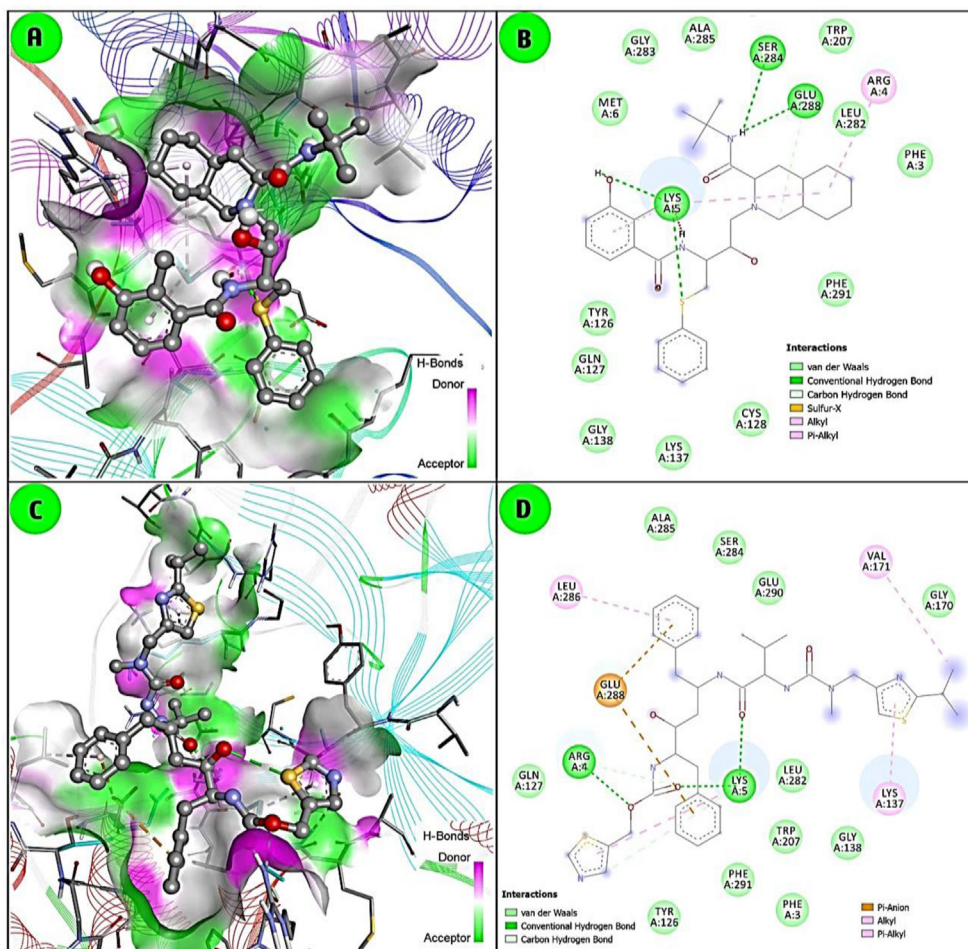 A
H-Bonds
Donor
Acceptor
B
GLY
A:283
ALA
A:285
SER
A:284
TRP
A:207
ARG
A:4
GLU
A:288
LEU
A:282
MET
A:6
PHE
A:3
LYS
A:5
H
H
H
N
O
O
N
N
O
O
S
PHE
A:291
TYR
A:126
GLN
A:127
GLY
A:138
LYS
A:137
CYS
A:128
Interactions
van der Waals
Conventional Hydrogen Bond
Carbon Hydrogen Bond
Sulfur-X
Alkyl
Pi-Alkyl
C
H-Bonds
Donor
Acceptor
D
ALA
A:285
SER
A:284
VAL
A:171
LEU
A:286
GLU
A:290
GLY
A:170
GLU
A:288
N
O
N
O
N
N
S
O
ARG
A:4
LYS
A:5
LEU
A:282
LYS
A:137
GLN
A:127
N
O
O
S
N
TRP
A:207
GLY
A:138
PHE
A:291
PHE
A:3
TYR
A:126
Interactions
van der Waals
Conventional Hydrogen Bond
Carbon Hydrogen Bond
Pi-Anion
Alkyl
Pi-Alkyl